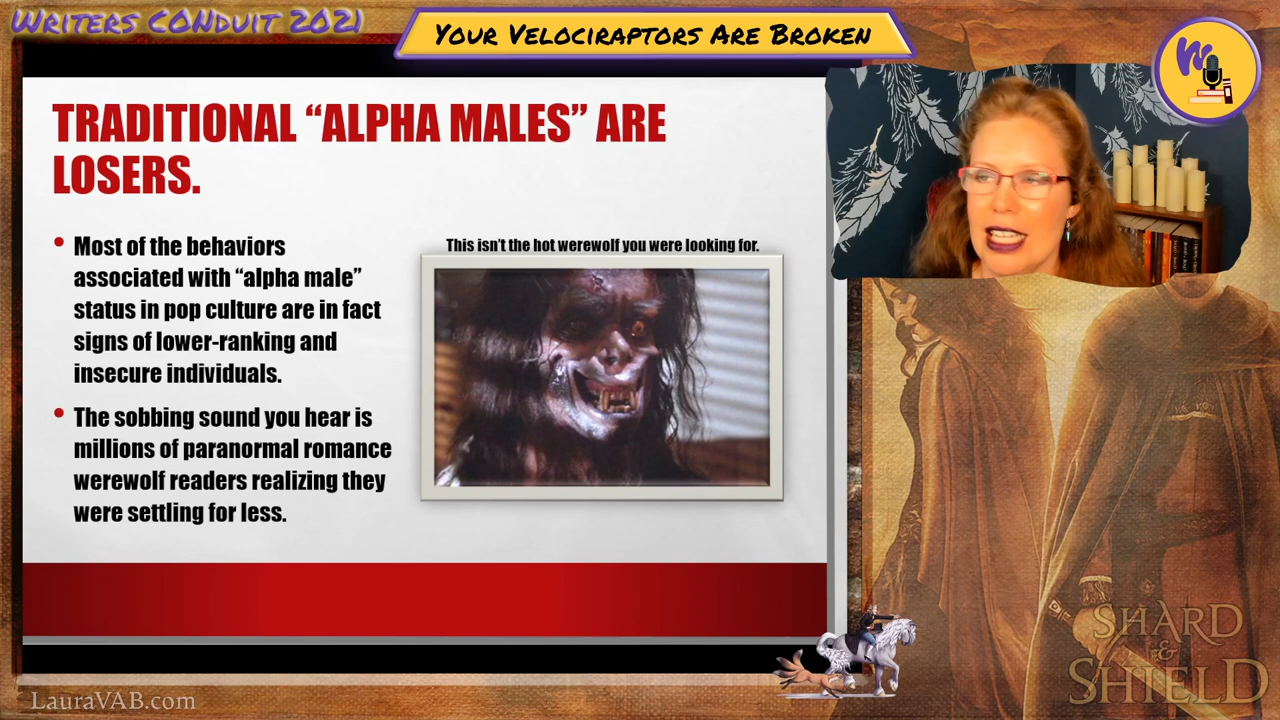 Writers CONduit 2021
Your Velociraptors Are Broken
W
TRADITIONAL “ALPHA MALES” ARE
LOSERS.
• Most of the behaviors
associated with “alpha male”
status in pop culture are in fact
signs of lower-ranking and
insecure individuals.
• The sobbing sound you hear is
millions of paranormal romance
werewolf readers realizing they
were settling for less.
This isn’t the hot werewolf you were looking for.
SHARD
&
SHIELD
LauraVAB.com